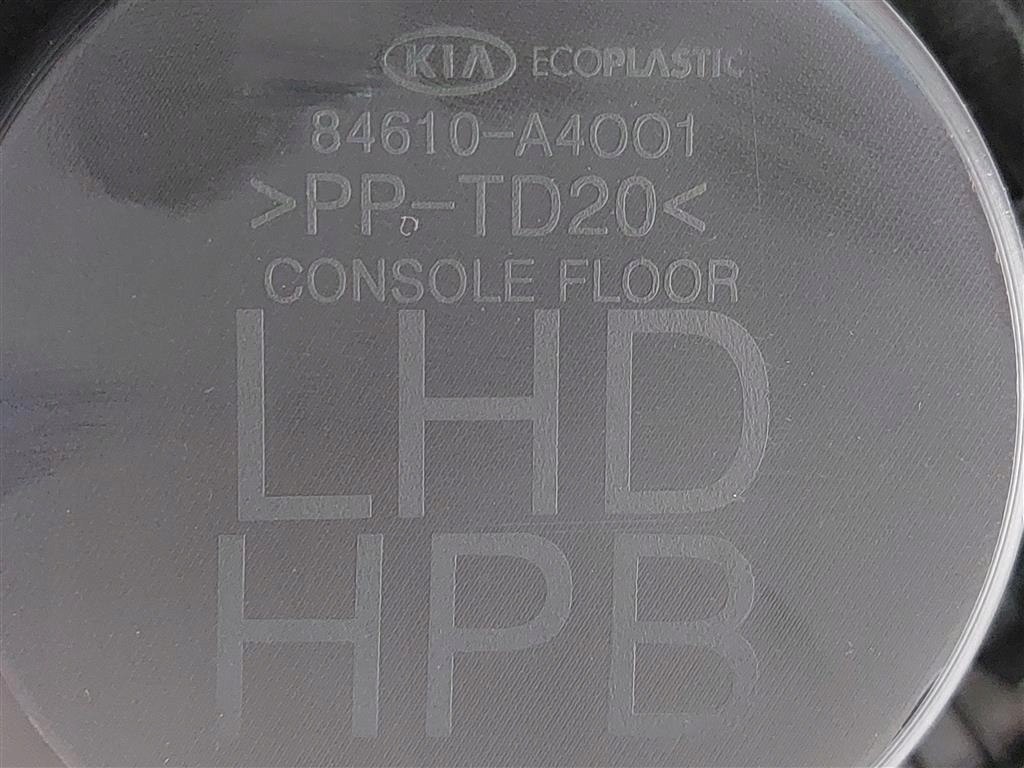 KIA ECOPLASTIC
84610-A4001
>PP-TD20<
CONSOLE FLOOR
LHD
HPB